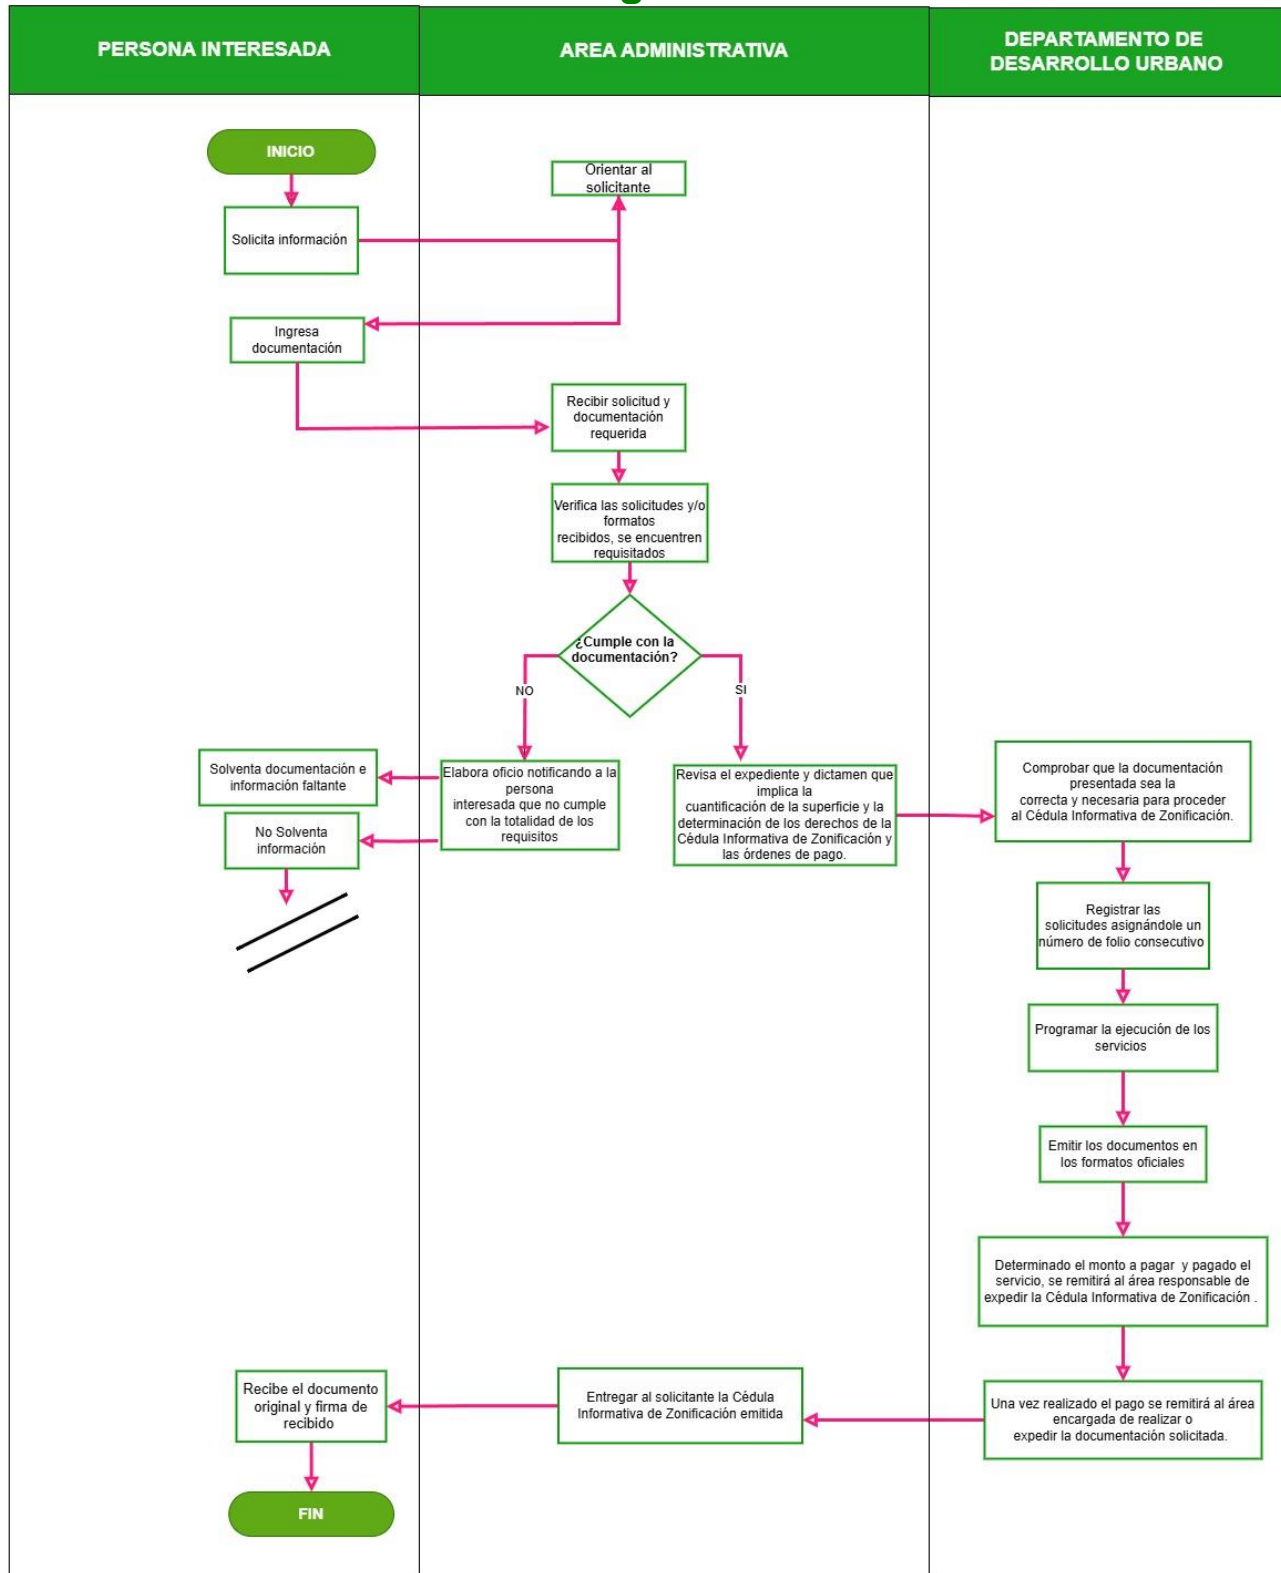 PERSONA INTERESADA
AREA ADMINISTRATIVA
DEPARTAMENTO DE
DESARROLLO URBANO
INICIO
Orientar al
solicitante
Solicita información
Ingresa
documentación
Recibir solicitud y
documentación
requerida
Verifica las solicitudes y/o
formatos
recibidos, se encuentren
requisitados
¿Cumple con la
documentación?
NO
SI
Solventa documentación e
información faltante
No Solventa
información
Elabora oficio notificando a la
persona
interesada que no cumple
con la totalidad de los
requisitos
Revisa el expediente y dictamen que
implica la
cuantificación de la superficie y la
determinación de los derechos de la
Cédula Informativa de Zonificación y
las órdenes de pago.
Comprobar que la documentación
presentada sea la
correcta y necesaria para proceder
al Cédula Informativa de Zonificación.
Registrar las
solicitudes asignándole un
número de folio consecutivo
Programar la ejecución de los
servicios
Emitir los documentos en
los formatos oficiales
Determinado el monto a pagar  y pagado el
servicio, se remitirá al área responsable de
expedir la Cédula Informativa de Zonificación .
Una vez realizado el pago se remitirá al área
encargada de realizar o
expedir la documentación solicitada.
Entregar al solicitante la Cédula
Informativa de Zonificación emitida
Recibe el documento
original y firma de
recibido
FIN